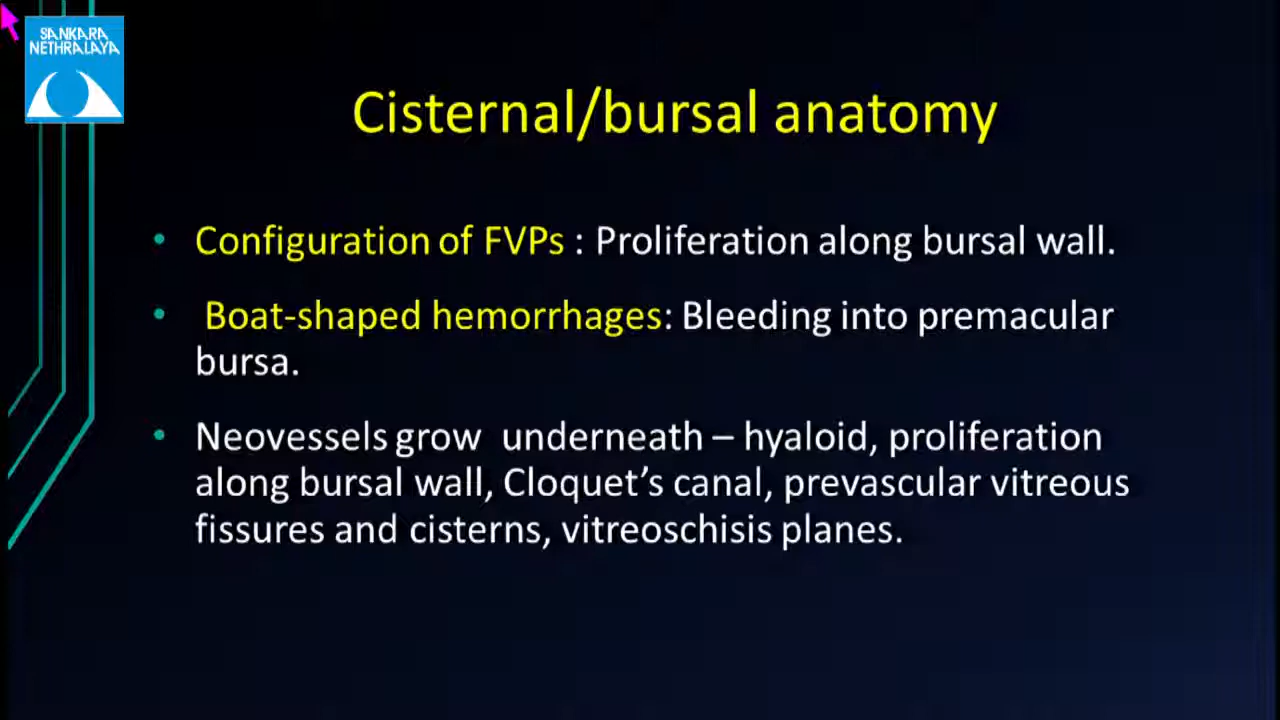 SANKARA
NETHRALAYA
Cisternal/bursal anatomy
• Configuration of FVPs : Proliferation along bursal wall.
• Boat-shaped hemorrhages: Bleeding into premacular
bursa.
• Neovessels grow underneath – hyaloid, proliferation
along bursal wall, Cloquet’s canal, prevascular vitreous
fissures and cisterns, vitreoschisis planes.